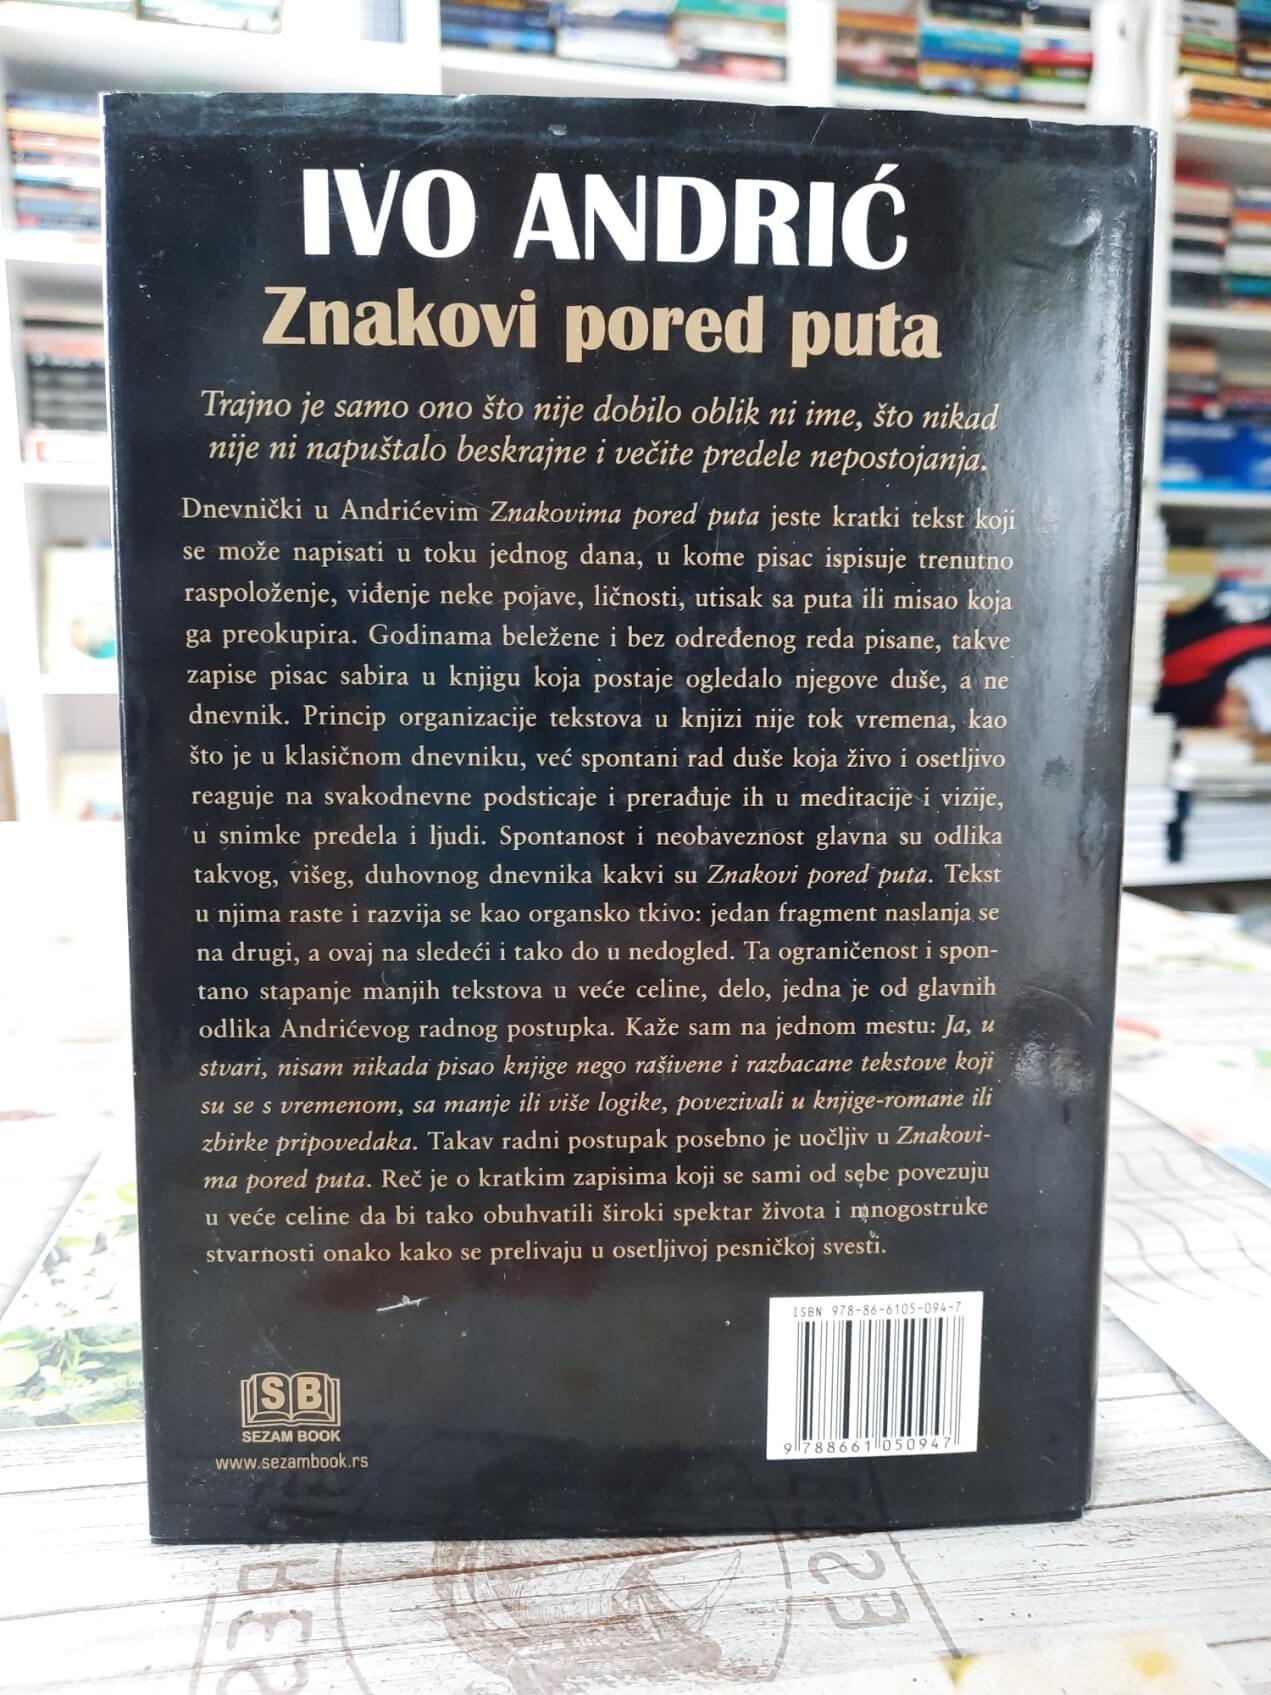 IVO ANDRIĆ
Znakovi pored puta
Trajno je samo ono što nije dobilo oblik ni ime, što nikad
nije ni napuštalo beskrajne i večite predele nepostojanja.
Dnevnički u Andrićevim Znakovima pored puta jeste kratki tekst koji
se može napisati u toku jednog dana, u kome pisac ispisuje trenutno
raspoloženje, viđenje neke pojave, ličnosti, utisak sa puta ili misao koja
ga preokupira. Godinama beležene i bez određenog reda pisane, takve
zapise pisac sabira u knjigu koja postaje ogledalo njegove duše, a ne
dnevnik. Princip organizacije tekstova u knjizi nije tok vremena, kao
što je u klasičnom dnevniku, već spontani rad duše koja živo i osetljivo
reaguje na svakodnevne podsticaje i prerađuje ih u meditacije i vizije,
u snimke predela i ljudi. Spontanost i neobaveznost glavna su odlika
takvog, višeg, duhovnog dnevnika kakvi su Znakovi pored puta. Tekst
u njima raste i razvija se kao organsko tkivo: jedan fragment naslanja se
na drugi, a ovaj na sledeći i tako do u nedogled. Ta ograničenost i spon-
tano stapanje manjih tekstova u veće celine, delo, jedna je od glavnih
odlika Andrićevog radnog postupka. Kaže sam na jednom mestu: Ja, u
stvari, nisam nikada pisao knjige nego rašivene i razbacane tekstove koji
su se s vremenom, sa manje ili više logike, povezivali u knjige-romane ili
zbirke pripovedaka. Takav radni postupak posebno je uočljiv u Znakovi-
ma pored puta. Reč je o kratkim zapisima koji se sami od sebe povezuju
u veće celine da bi tako obuhvatili široki spektar života i mnogostruke
stvarnosti onako kako se prelivaju u osetljivoj pesničkoj svesti.
ISBN 978-86-6105-094-7
9 788661 050947
SB
SEZAM BOOK
www.sezambook.rs